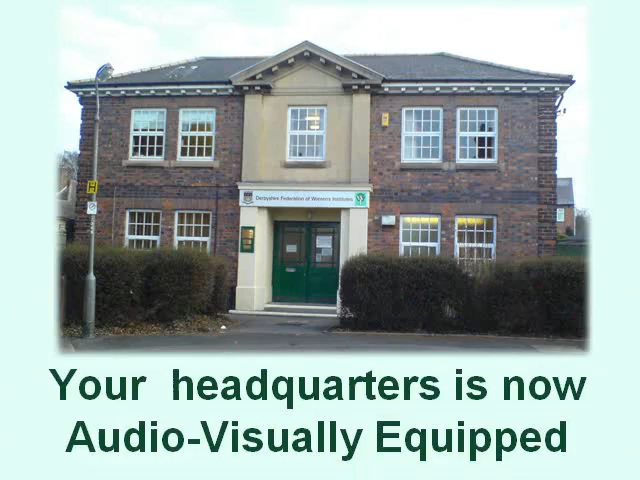 Derbyshire Federation of Women's Institutes
H
Your headquarters is now
Audio-Visually Equipped